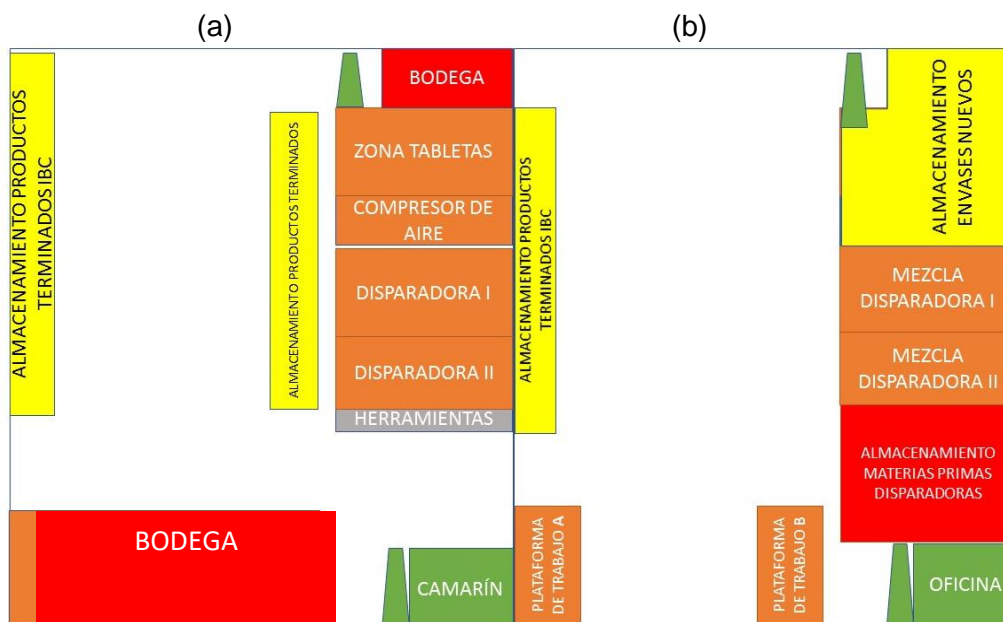 (a)
(b)
ALMACENAMIENTO PRODUCTOS
TERMINADOS IBC
ALMACENAMIENTO PRODUCTOS TERMINADOS
BODEGA
ZONA TABLETAS
COMPRESOR DE
AIRE
DISPARADORA I
DISPARADORA II
HERRAMIENTAS
BODEGA
CAMARÍN
ALMACENAMIENTO PRODUCTOS
TERMINADOS IBC
ALMACENAMIENTO
ENVASES NUEVOS
MEZCLA
DISPARADORA I
MEZCLA
DISPARADORA II
ALMACENAMIENTO
MATERIAS PRIMAS
DISPARADORAS
PLATAFORMA
DE TRABAJO A
PLATAFORMA
DE TRABAJO B
OFICINA